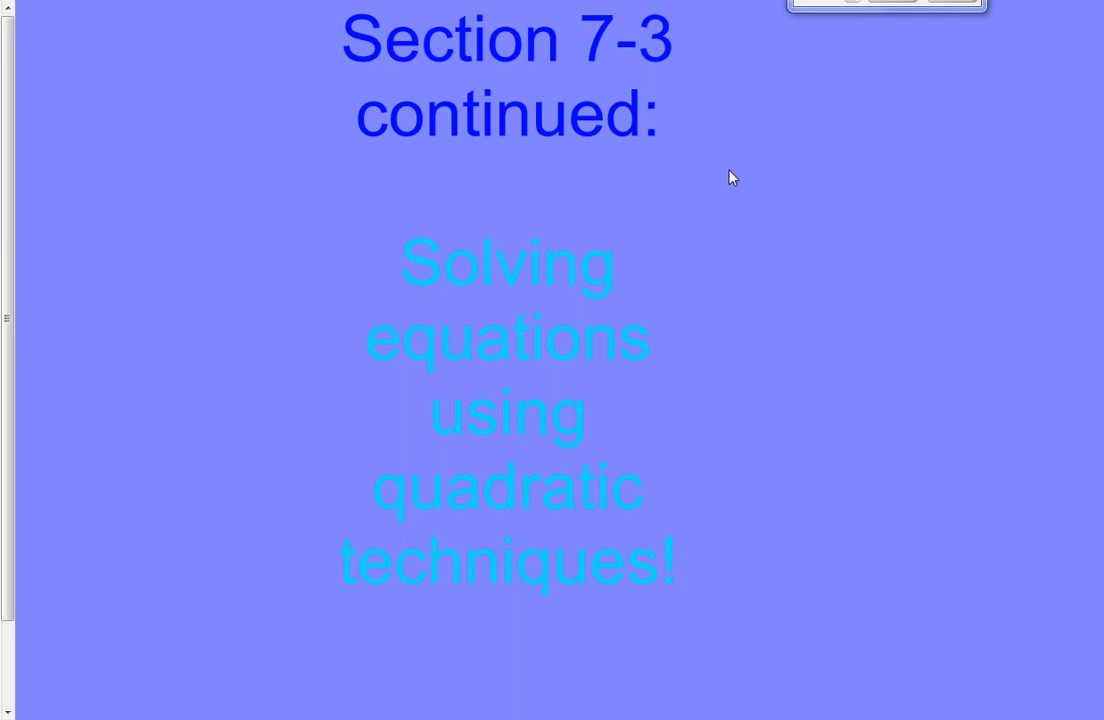 Section 7-3
continued:
Solving
equations
using
quadratic
techniques!